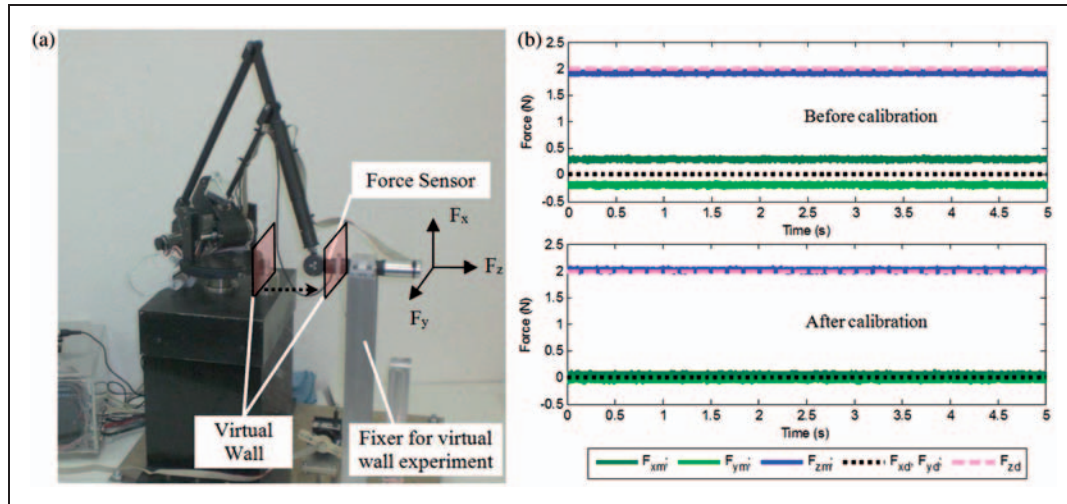 (a)
Force Sensor
Fx
Fz
Fy
Virtual
Wall
Fixer for virtual
wall experiment
(b)
2.5
2
1.5
1
0.5
0
-0.5
Force (N)
Before calibration
0 0.5 1 1.5 2 2.5 3 3.5 4 4.5 5
Time (s)
2.5
2
1.5
1
0.5
0
-0.5
Force (N)
After calibration
0 0.5 1 1.5 2 2.5 3 3.5 4 4.5 5
Time (s)
Fxm' Fym' Fzm' Fxd' Fyd' Fzd